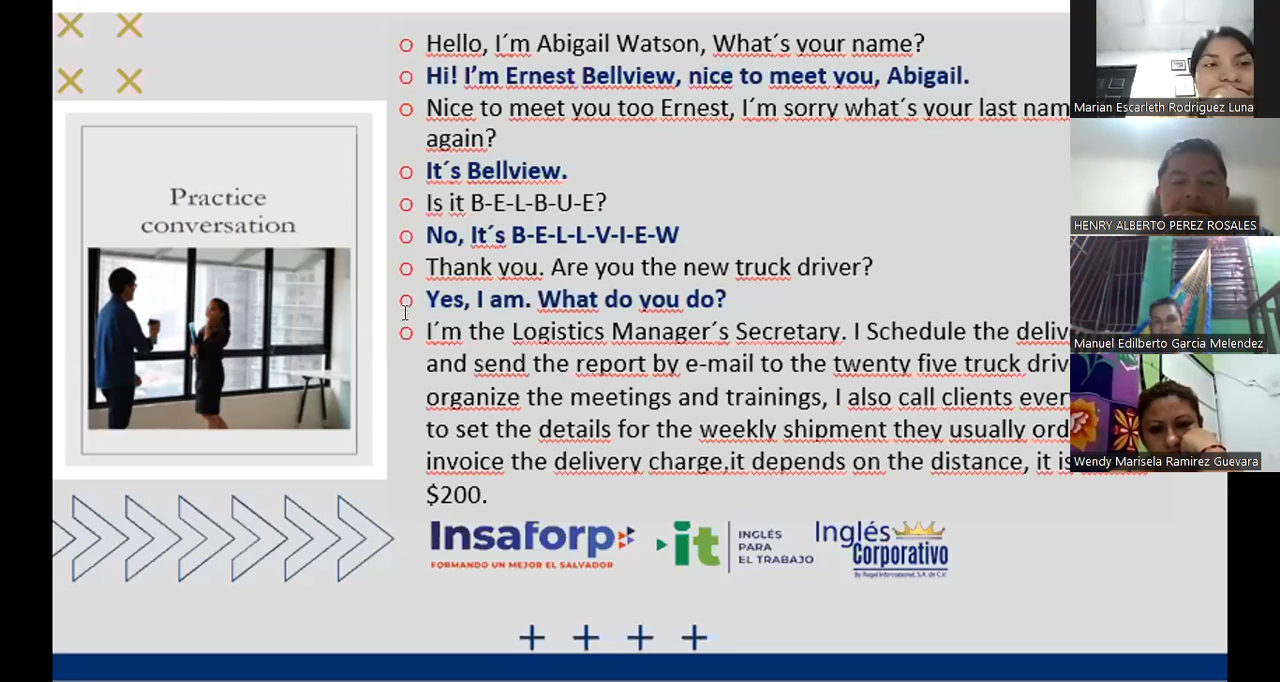 Hello, I´m Abigail Watson, What´s your name?
Hi! I’m Ernest Bellview, nice to meet you, Abigail.
Nice to meet you too Ernest, I´m sorry what´s your last
again?
It´s Bellview.
Is it B-E-L-B-U-E?
No, It´s B-E-L-L-V-I-E-W
Thank you. Are you the new truck driver?
Yes, I am. What do you do?
I´m the Logistics Manager´s Secretary. I Schedule the
and send the report by e-mail to the twenty five truck
organize the meetings and trainings, I also call clients
to set the details for the weekly shipment they usually
invoice the delivery charge.it depends on the distance, it
$200.
Practice
conversation
Insaforp
FORMANDO UN MEJOR EL SALVADOR
it
INGLÉS
PARA
EL TRABAJO
Inglés
Corporativo
Marian Escarleth Rodriguez Luna
HENRY ALBERTO PEREZ ROSALES
Manuel Edilberto Garcia Melendez
Wendy Marisela Ramirez Guevara